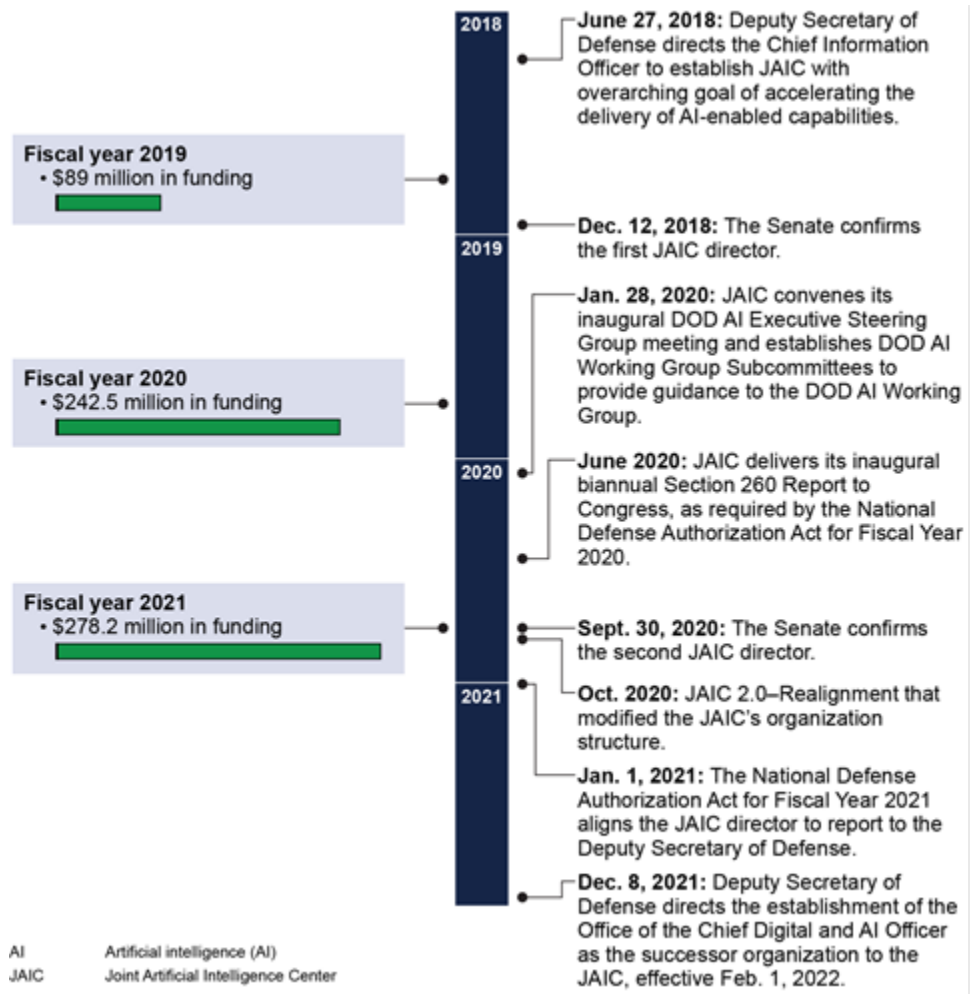 2018
June 27, 2018: Deputy Secretary of
Defense directs the Chief Information
Officer to establish JAIC with
overarching goal of accelerating the
delivery of AI-enabled capabilities.
Fiscal year 2019
• $89 million in funding
Dec. 12, 2018: The Senate confirms
the first JAIC director.
2019
Jan. 28, 2020: JAIC convenes its
inaugural DOD AI Executive Steering
Group meeting and establishes DOD AI
Working Group Subcommittees to
provide guidance to the DOD AI Working
Group.
Fiscal year 2020
• $242.5 million in funding
2020
June 2020: JAIC delivers its inaugural
biannual Section 260 Report to
Congress, as required by the National
Defense Authorization Act for Fiscal Year
2020.
Fiscal year 2021
• $278.2 million in funding
Sept. 30, 2020: The Senate confirms
the second JAIC director.
2021
Oct. 2020: JAIC 2.0–Realignment that
modified the JAIC's organization
structure.
Jan. 1, 2021: The National Defense
Authorization Act for Fiscal Year 2021
aligns the JAIC director to report to the
Deputy Secretary of Defense.
Dec. 8, 2021: Deputy Secretary of
Defense directs the establishment of the
Office of the Chief Digital and AI Officer
as the successor organization to the
JAIC, effective Feb. 1, 2022.
AI Artificial intelligence (AI)
JAIC Joint Artificial Intelligence Center